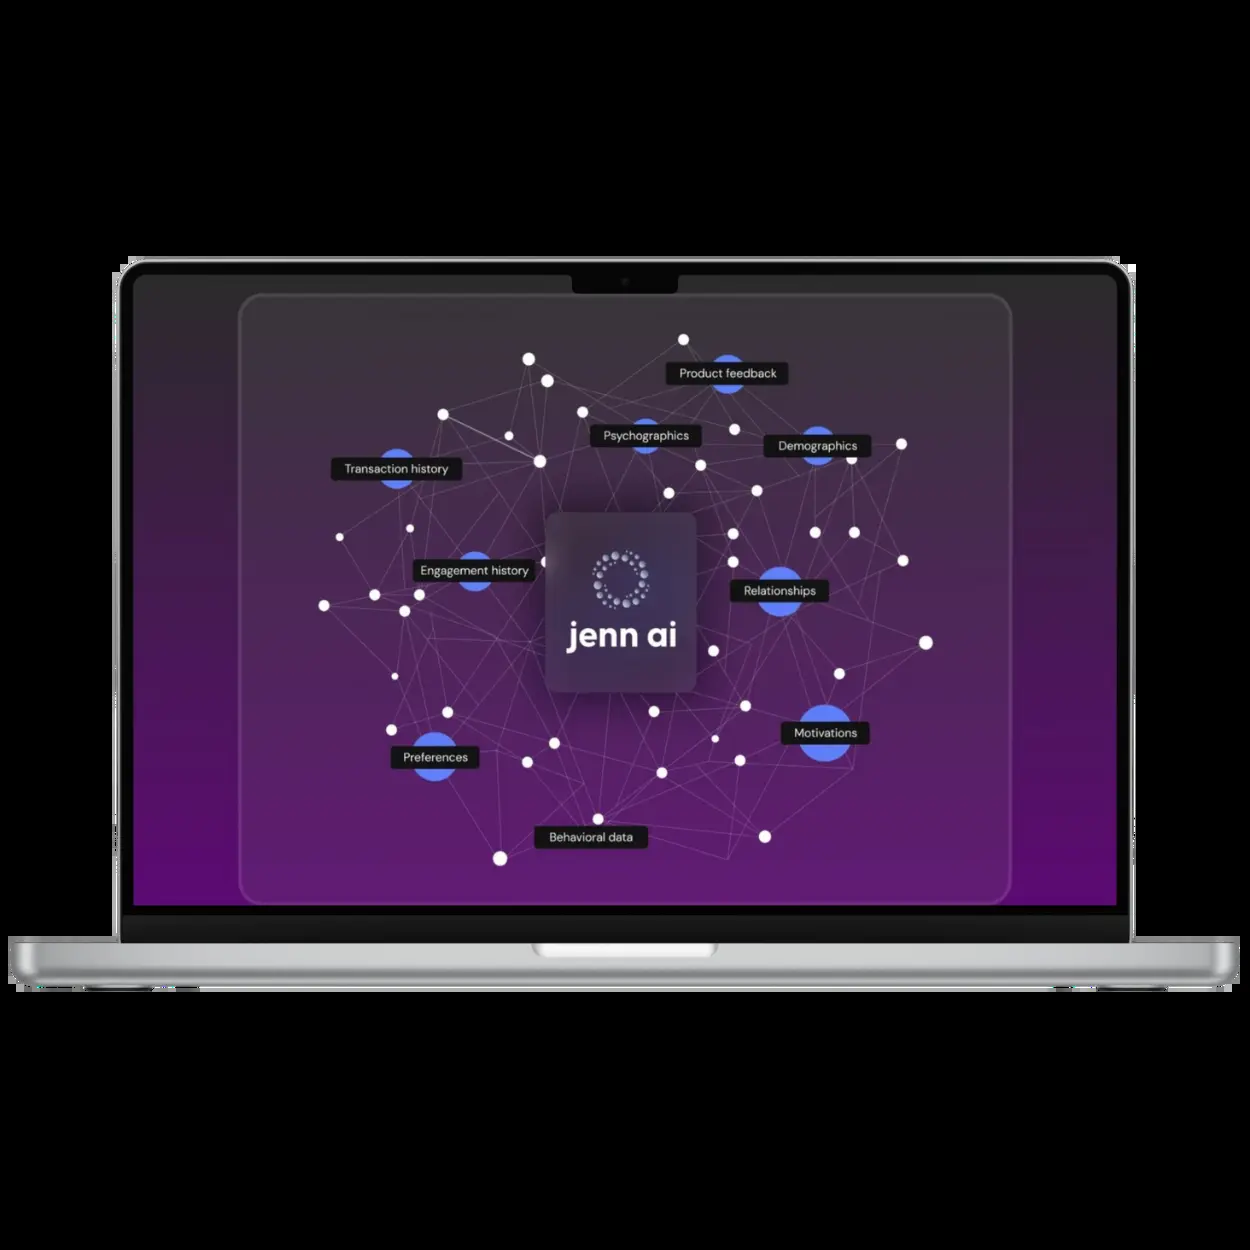 Product feedback
Psychographics
Demographics
Transaction history
Engagement history
Relationships
jenn ai
Motivations
Preferences
Behavioral data